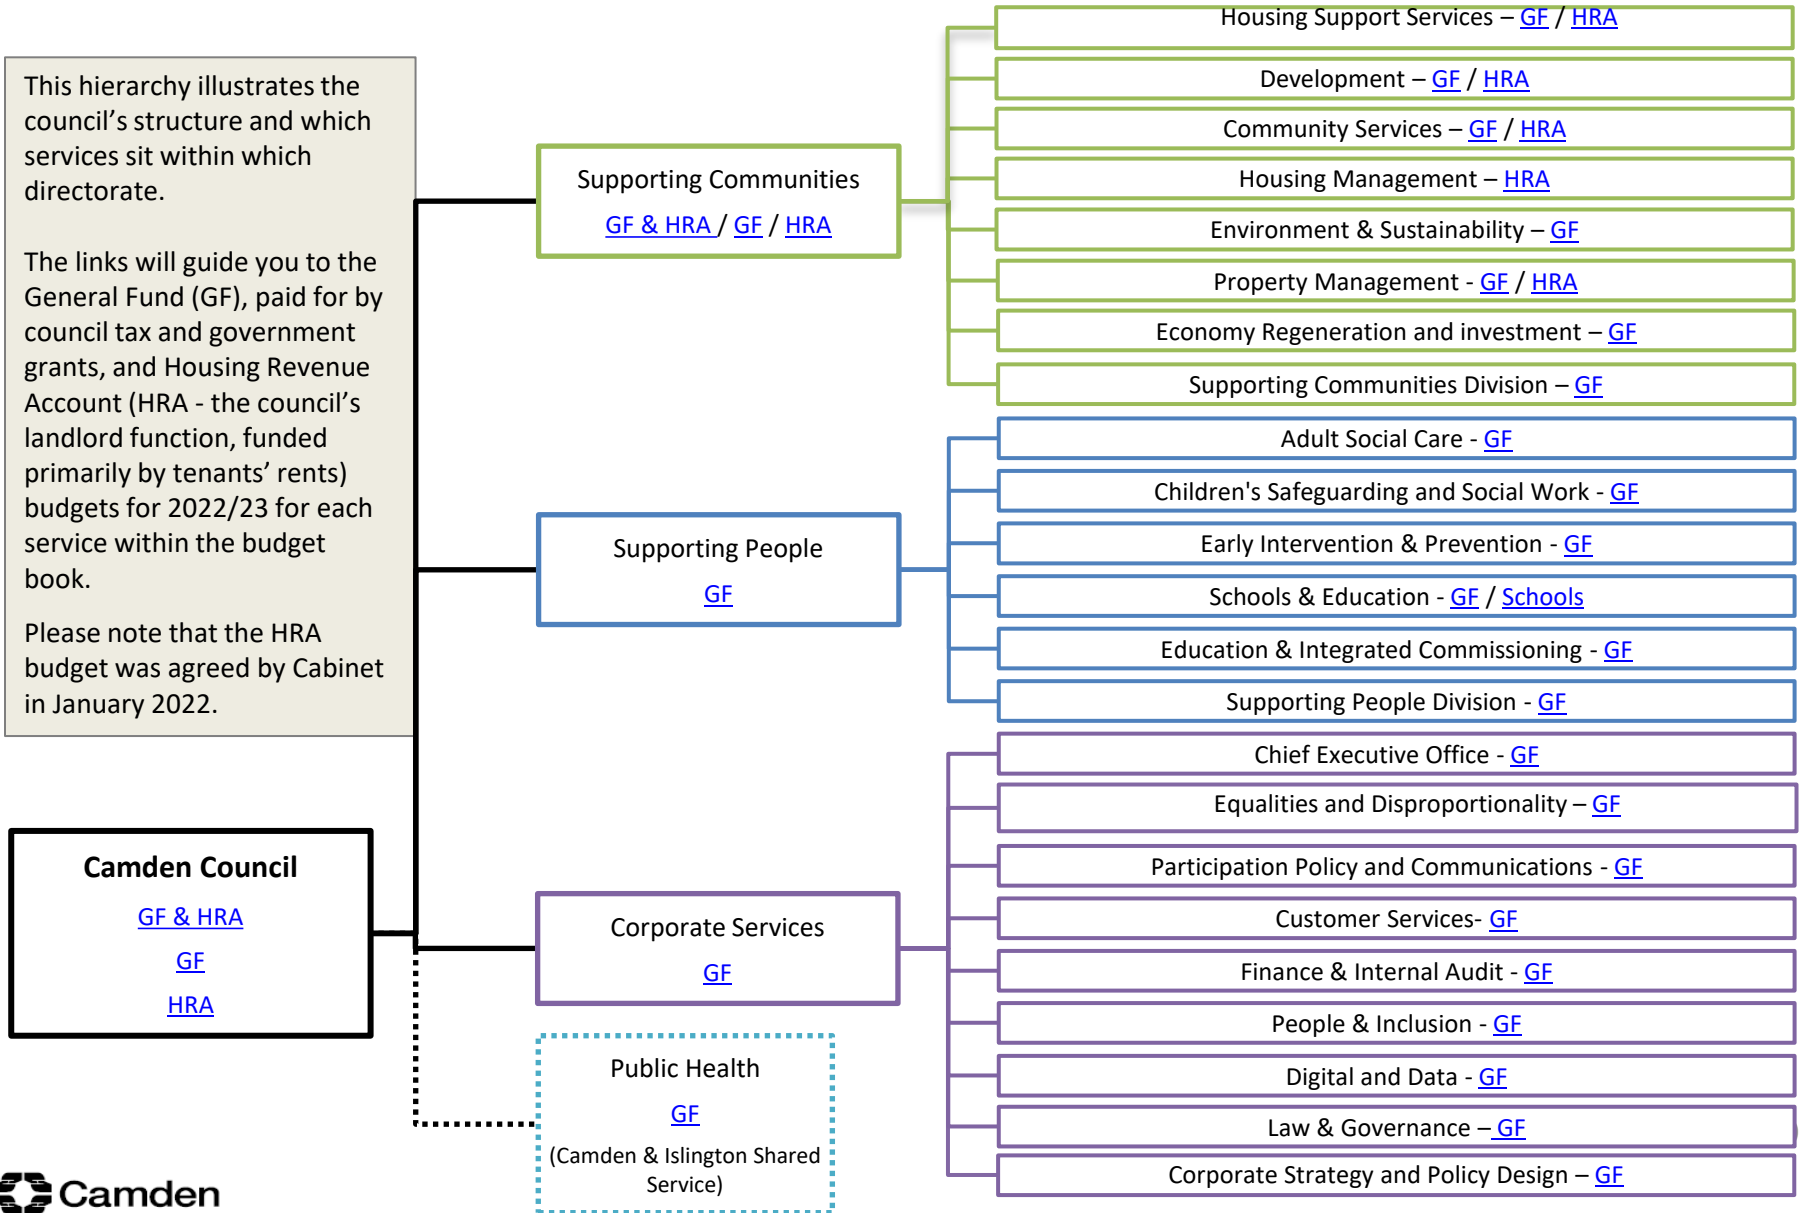 This hierarchy illustrates the
council’s structure and which
services sit within which
directorate.
The links will guide you to the
General Fund (GF), paid for by
council tax and government
grants, and Housing Revenue
Account (HRA - the council’s
landlord function, funded
primarily by tenants’ rents)
budgets for 2022/23 for each
service within the budget
book.
Please note that the HRA
budget was agreed by Cabinet
in January 2022.
Camden Council
GF & HRA
GF
HRA
Supporting Communities
GF & HRA / GF / HRA
Housing Support Services – GF / HRA
Development – GF / HRA
Community Services – GF / HRA
Housing Management – HRA
Environment & Sustainability – GF
Property Management - GF / HRA
Economy Regeneration and investment – GF
Supporting Communities Division – GF
Supporting People
GF
Adult Social Care - GF
Children's Safeguarding and Social Work - GF
Early Intervention & Prevention - GF
Schools & Education - GF / Schools
Education & Integrated Commissioning - GF
Supporting People Division - GF
Corporate Services
GF
Chief Executive Office - GF
Equalities and Disproportionality – GF
Participation Policy and Communications - GF
Customer Services- GF
Finance & Internal Audit - GF
People & Inclusion - GF
Digital and Data - GF
Law & Governance – GF
Corporate Strategy and Policy Design – GF
Public Health
GF
(Camden & Islington Shared
Service)
Camden